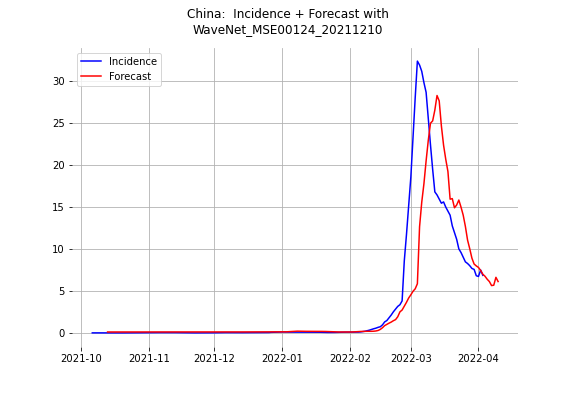 China:  Incidence + Forecast with
WaveNet_MSE00124_20211210
Incidence
Forecast
30
25
20
15
10
5
0
2021-10 2021-11 2021-12 2022-01 2022-02 2022-03 2022-04